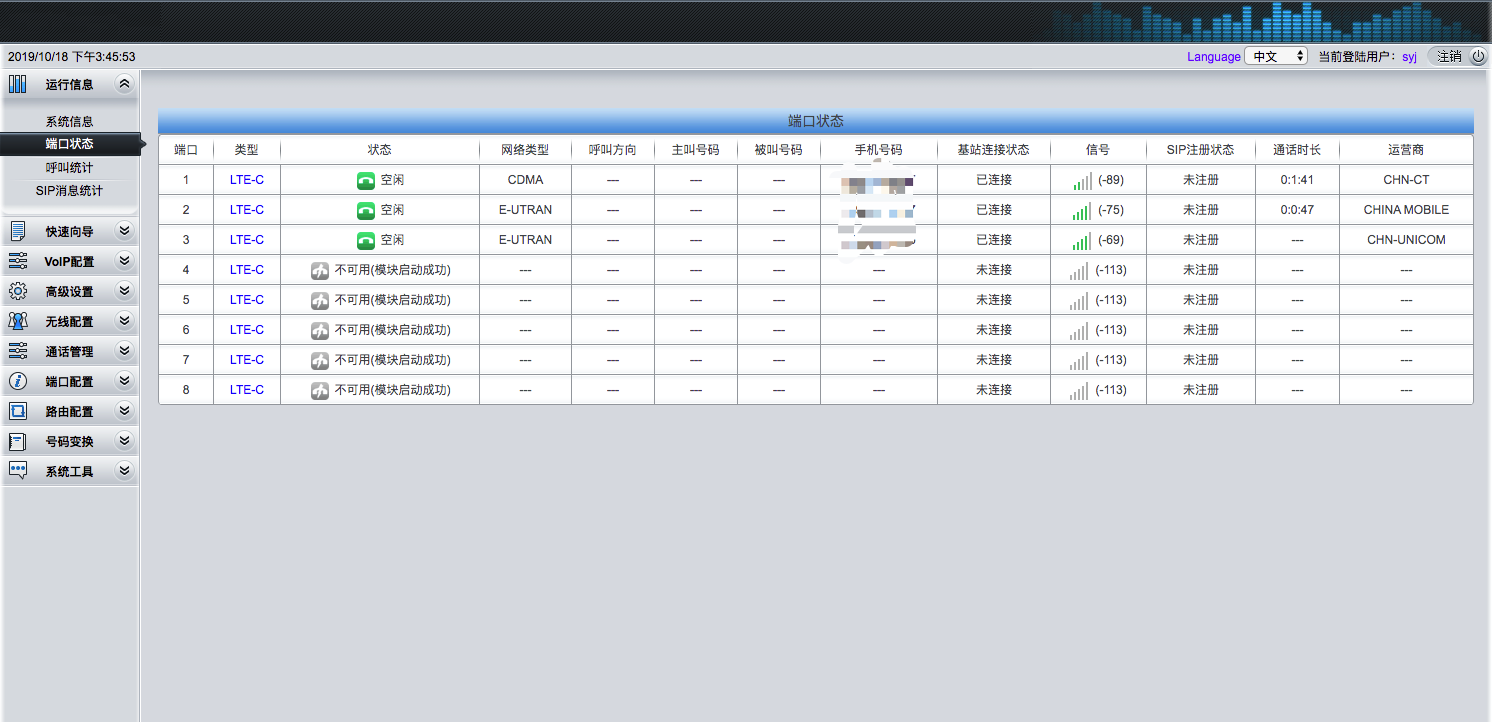 2019/10/18 下午3:45:53 Language 中文 当前登陆用户: syj 注销
运行信息
系统信息
端口状态
呼叫统计
SIP消息统计
快速向导
VoIP配置
高级设置
无线配置
通话管理
端口配置
路由配置
号码变换
系统工具
端口状态
端口 类型 状态 网络类型 呼叫方向 主叫号码 被叫号码 手机号码 基站连接状态 信号 SIP注册状态 通话时长 运营商
1 LTE-C 空闲 CDMA --- --- --- 已连接 (-89) 未注册 0:1:41 CHN-CT
2 LTE-C 空闲 E-UTRAN --- --- --- 已连接 (-75) 未注册 0:0:47 CHINA MOBILE
3 LTE-C 空闲 E-UTRAN --- --- --- 已连接 (-69) 未注册 --- CHN-UNICOM
4 LTE-C 不可用(模块启动成功) --- --- --- --- --- 未连接 (-113) 未注册 --- ---
5 LTE-C 不可用(模块启动成功) --- --- --- --- --- 未连接 (-113) 未注册 --- ---
6 LTE-C 不可用(模块启动成功) --- --- --- --- --- 未连接 (-113) 未注册 --- ---
7 LTE-C 不可用(模块启动成功) --- --- --- --- --- 未连接 (-113) 未注册 --- ---
8 LTE-C 不可用(模块启动成功) --- --- --- --- --- 未连接 (-113) 未注册 --- ---